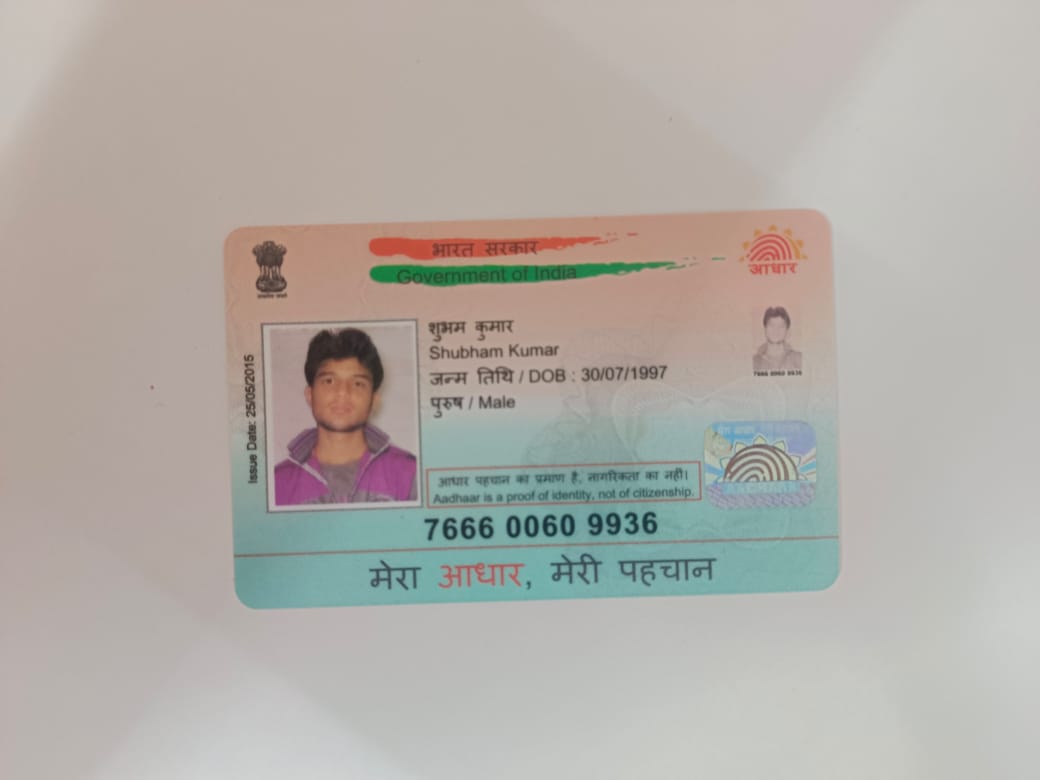 भारत सरकार
Government of India
आधार
Issue Date: 25/05/2015
शुभम कुमार
Shubham Kumar
जन्म तिथि / DOB : 30/07/1997
पुरुष / Male
7666 0060 9936
आधार पहचान का प्रमाण है, नागरिकता का नहीं।
Aadhaar is a proof of identity, not of citizenship.
AADHAAR
7666 0060 9936
मेरा आधार, मेरी पहचान